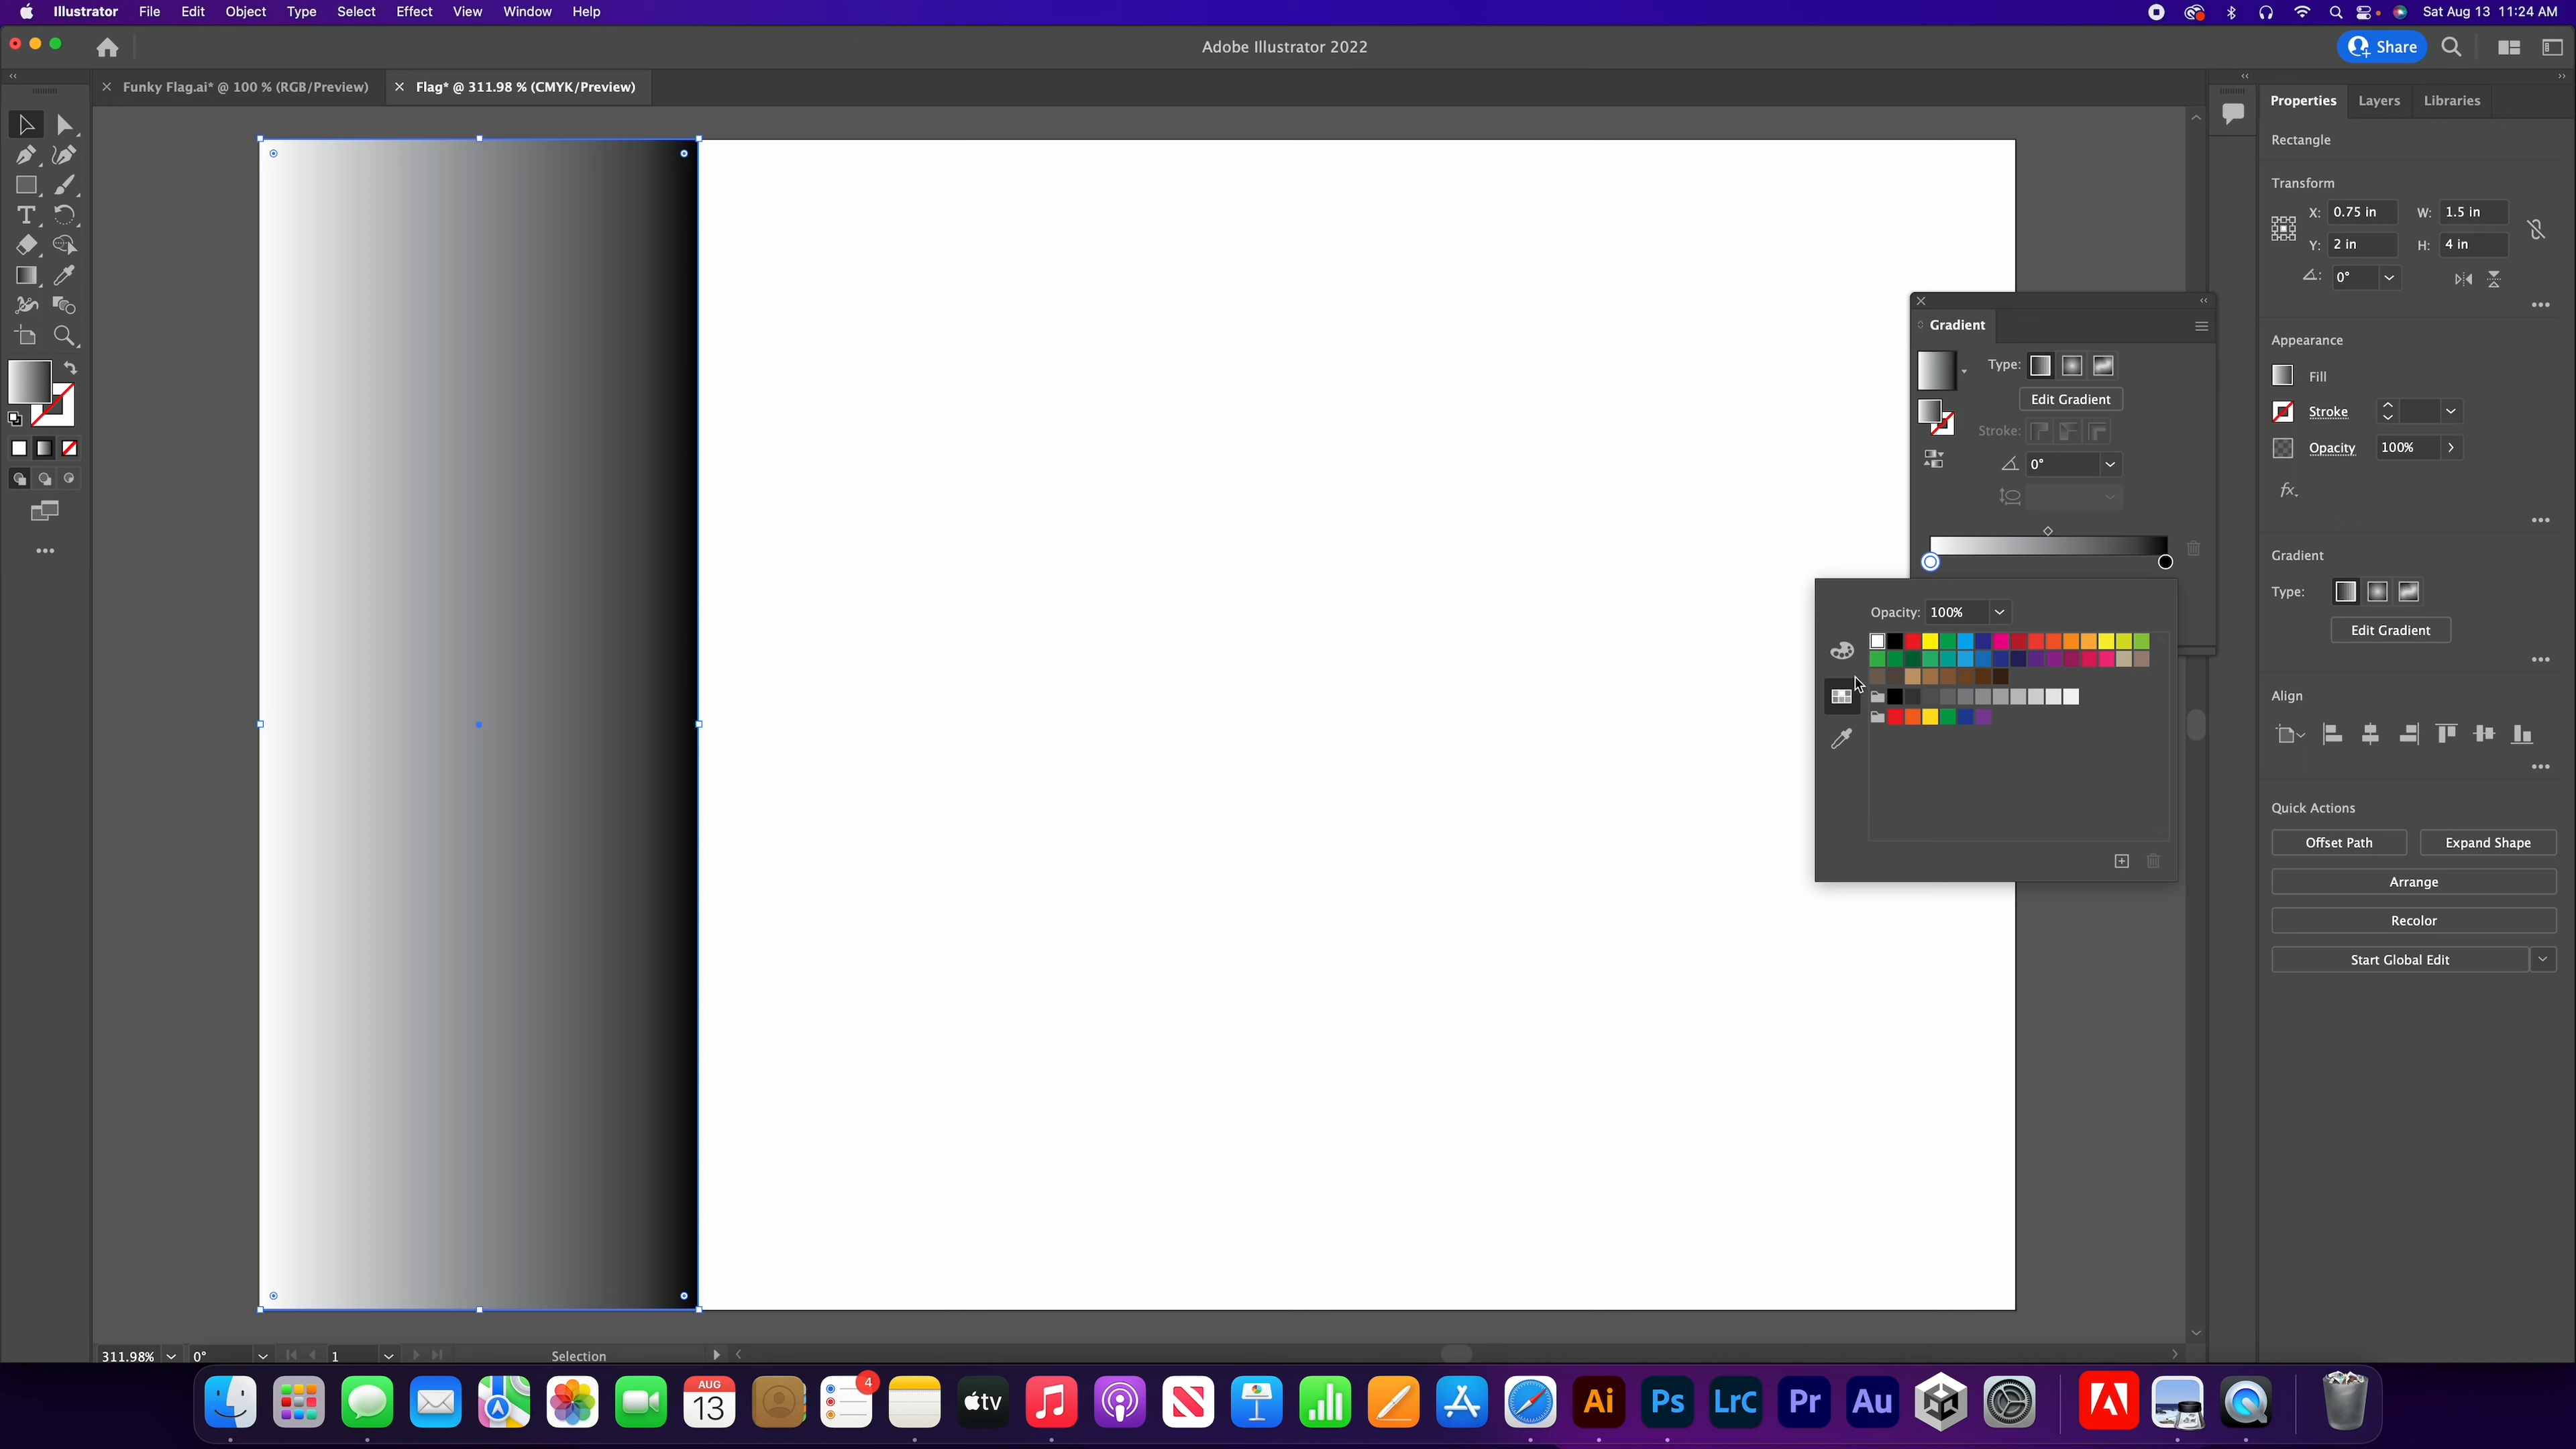 Illustrator File Edit Object Type Select Effect View Window Help
Sat Aug 13 11:24 AM
Adobe Illustrator 2022
Share
Funky Flag.ai* @ 100 % (RGB/Preview)
Flag* @ 311.98 % (CMYK/Preview)
Properties Layers Libraries
Rectangle
Transform
X: 0.75 in W: 1.5 in
Y: 2 in H: 4 in
0°
Appearance
Fill
Stroke
Opacity 100%
fx.
Gradient
Type:
Edit Gradient
Align
Quick Actions
Offset Path Expand Shape
Arrange
Recolor
Start Global Edit
Gradient
Type:
Edit Gradient
Stroke:
0°
Opacity: 100%
311.98% 0° 1 Selection
AUG
13
4
tv
Ai Ps LrC Pr Au